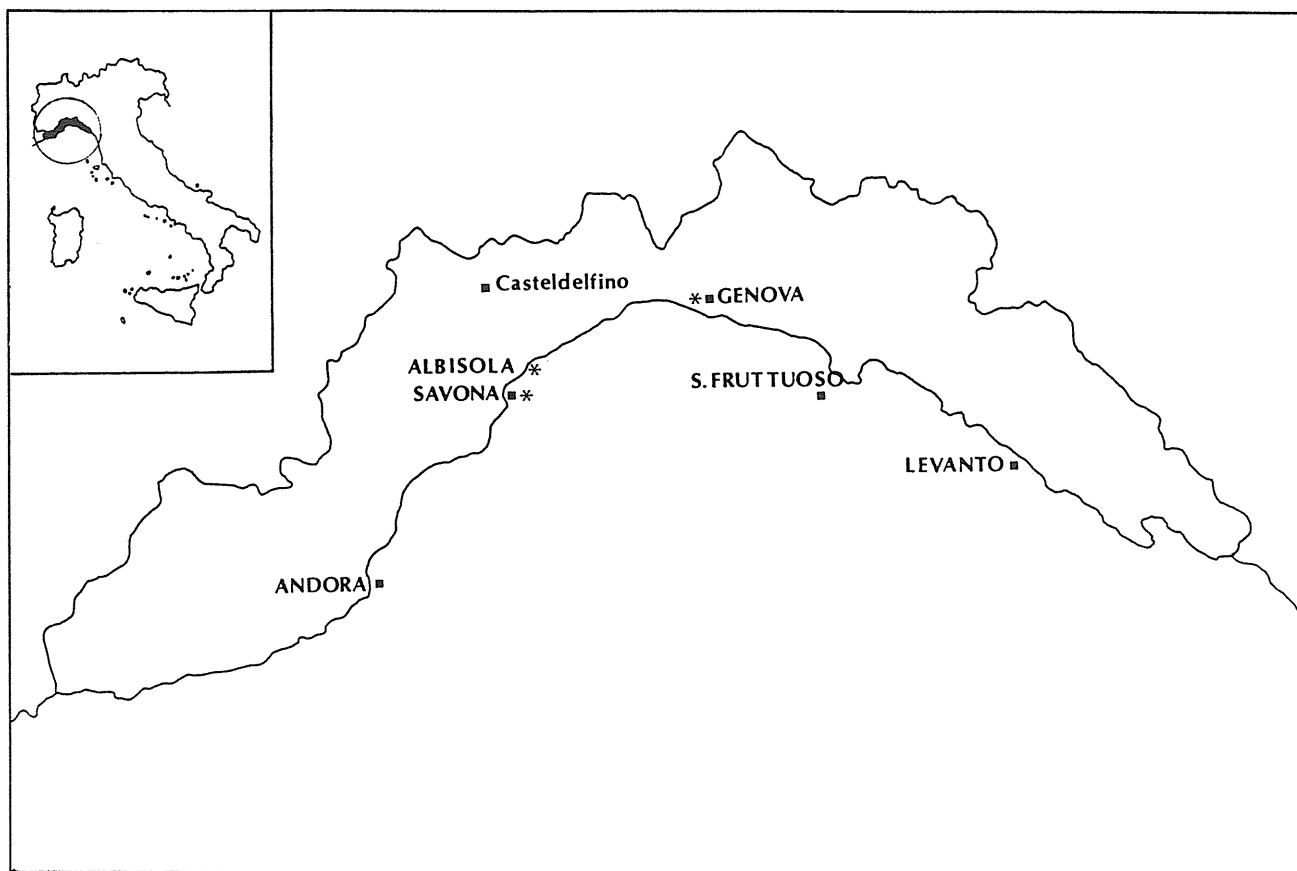 Casteldelfino
*GENOVA
ALBISOLA *
SAVONA *
S. FRUTTUOSO
LEVANTO
ANDORA